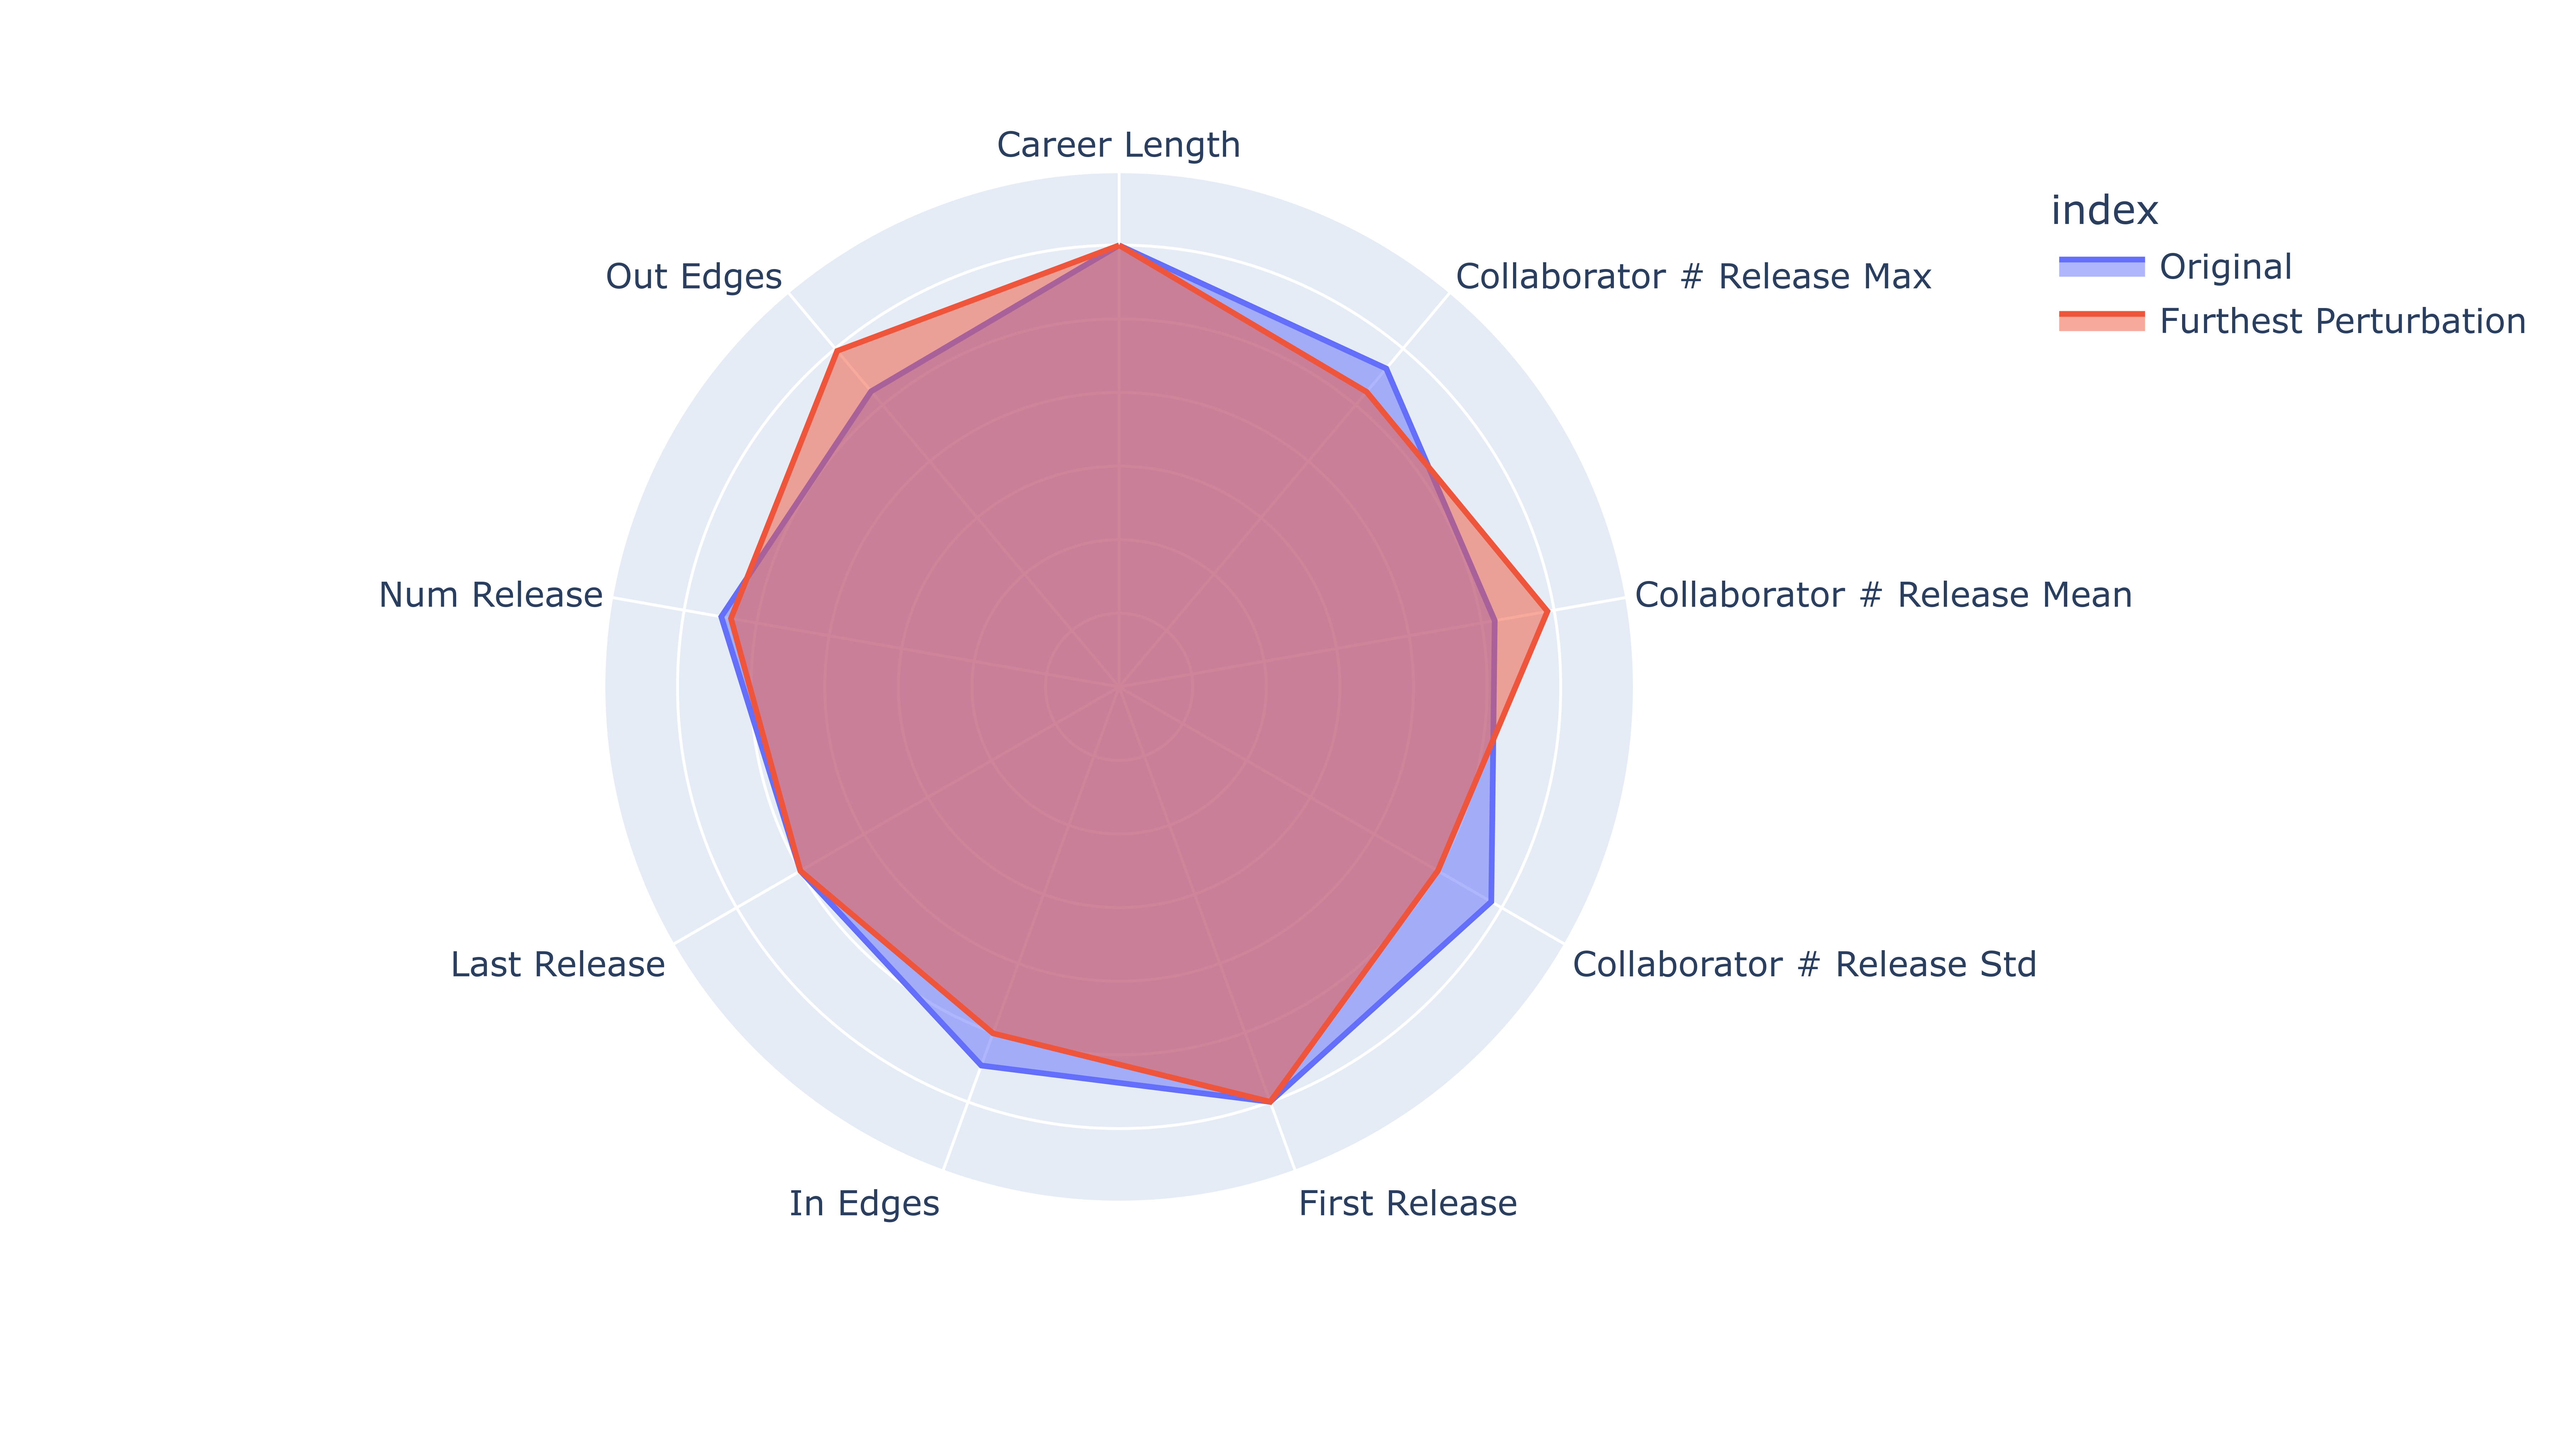 Career Length
Out Edges
Collaborator # Release Max
Num Release
Collaborator # Release Mean
Last Release
Collaborator # Release Std
In Edges
First Release
index
Original
Furthest Perturbation